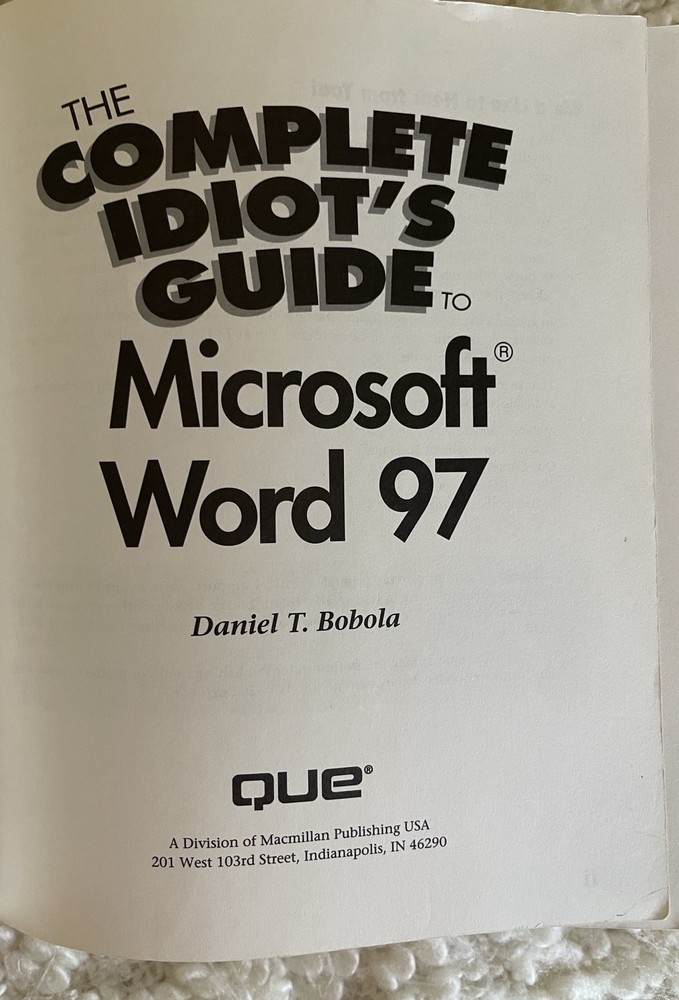 THE
COMPLETE
IDIOT'S
GUIDE TO
Microsoft®
Word 97
Daniel T. Bobola
QUE®
A Division of Macmillan Publishing USA
201 West 103rd Street, Indianapolis, IN 46290